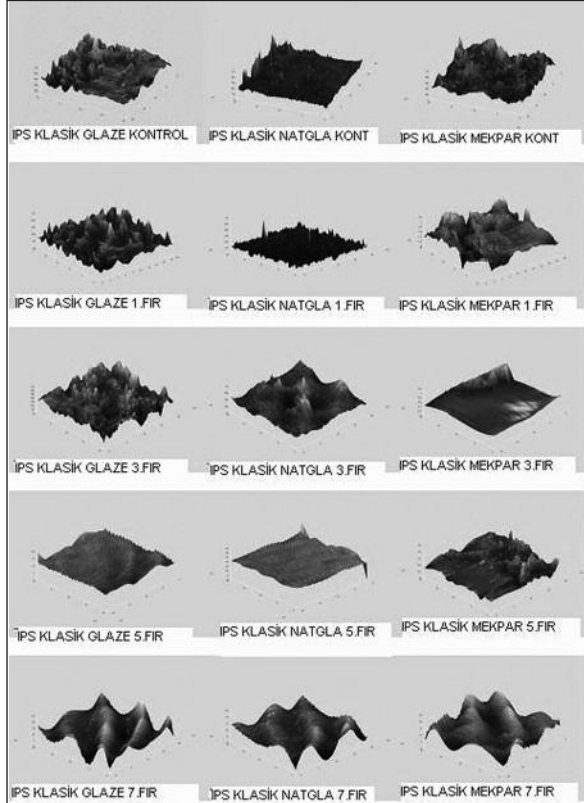 IPS KLASİK GLAZE KONTROL
IPS KLASİK NATGLA KONT
IPS KLASİK MEKPAR KONT
IPS KLASİK GLAZE 1.FIR
IPS KLASİK NATGLA 1.FIR
IPS KLASİK MEKPAR 1.FIR
IPS KLASİK GLAZE 3.FIR
IPS KLASİK NATGLA 3.FIR
IPS KLASİK MEKPAR 3.FIR
IPS KLASİK GLAZE 5.FIR
IPS KLASİK NATGLA 5.FIR
IPS KLASİK MEKPAR 5.FIR
IPS KLASİK GLAZE 7.FIR
IPS KLASİK NATGLA 7.FIR
IPS KLASİK MEKPAR 7.FIR